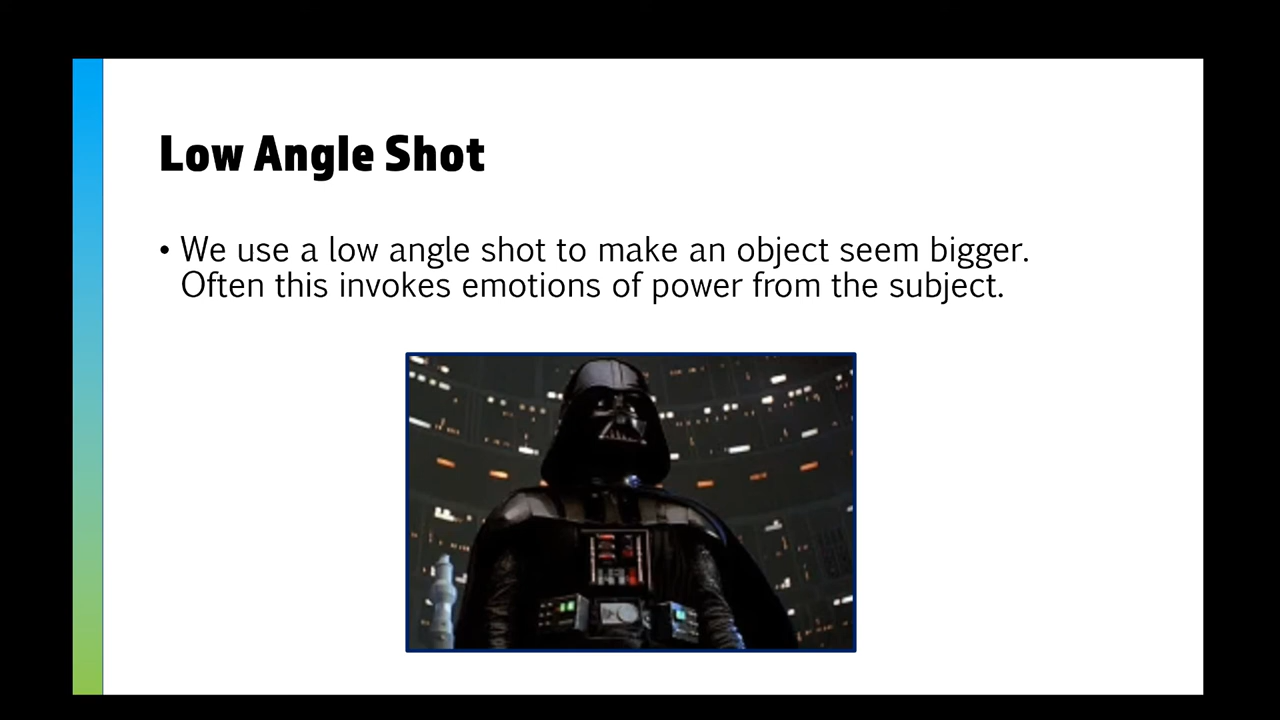 Low Angle Shot
• We use a low angle shot to make an object seem bigger.
Often this invokes emotions of power from the subject.